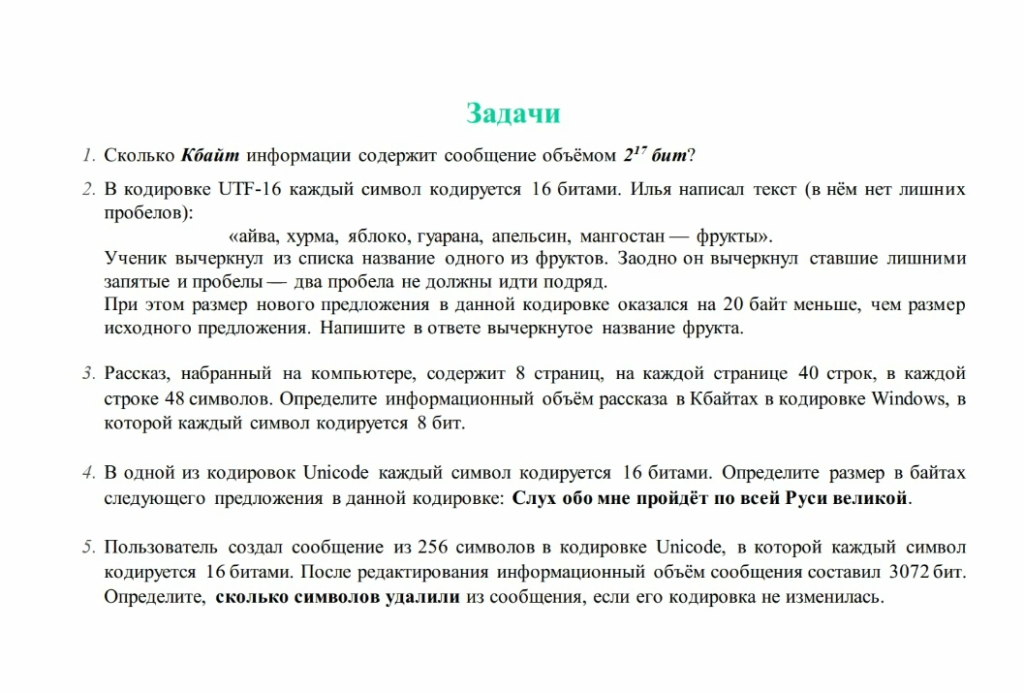 Задачи
1. Сколько Кбайт информации содержит сообщение объёмом 2¹⁷ бит?
2. В кодировке UTF-16 каждый символ кодируется 16 битами. Илья написал текст (в нём нет лишних
пробелов):
«айва, хурма, яблоко, гуарана, апельсин, мангостан — фрукты».
Ученик вычеркнул из списка название одного из фруктов. Заодно он вычеркнул ставшие лишними
запятые и пробелы — два пробела не должны идти подряд.
При этом размер нового предложения в данной кодировке оказался на 20 байт меньше, чем размер
исходного предложения. Напишите в ответе вычеркнутое название фрукта.
3. Рассказ, набранный на компьютере, содержит 8 страниц, на каждой странице 40 строк, в каждой
строке 48 символов. Определите информационный объём рассказа в Кбайтах в кодировке Windows, в
которой каждый символ кодируется 8 бит.
4. В одной из кодировок Unicode каждый символ кодируется 16 битами. Определите размер в байтах
следующего предложения в данной кодировке: Слух обо мне пройдёт по всей Руси великой.
5. Пользователь создал сообщение из 256 символов в кодировке Unicode, в которой каждый символ
кодируется 16 битами. После редактирования информационный объём сообщения составил 3072 бит.
Определите, сколько символов удалили из сообщения, если его кодировка не изменилась.